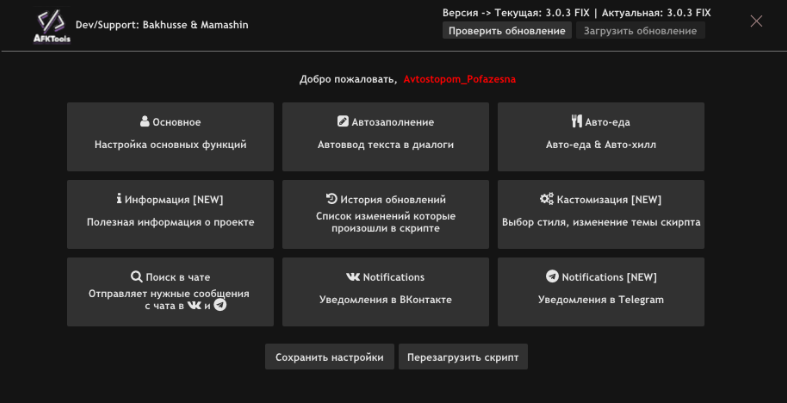 AFKTools
Dev/Support: Bakhusse & Mamashin
Версия -> Текущая: 3.0.3 FIX | Актуальная: 3.0.3 FIX
Проверить обновление
Загрузить обновление
Добро пожаловать, Avtostopom_Pofazesna
Основное
Настройка основных функций
Автозаполнение
Автоввод текста в диалоги
Авто-еда
Авто-еда & Авто-хилл
Информация [NEW]
Полезная информация о проекте
История обновлений
Список изменений которые
произошли в скрипте
Кастомизация [NEW]
Выбор стиля, изменение темы скирпта
Поиск в чате
Отправляет нужные сообщения
с чата в и
Notifications
Уведомления в ВКонтакте
Notifications [NEW]
Уведомления в Telegram
Сохранить настройки
Перезагрузить скрипт